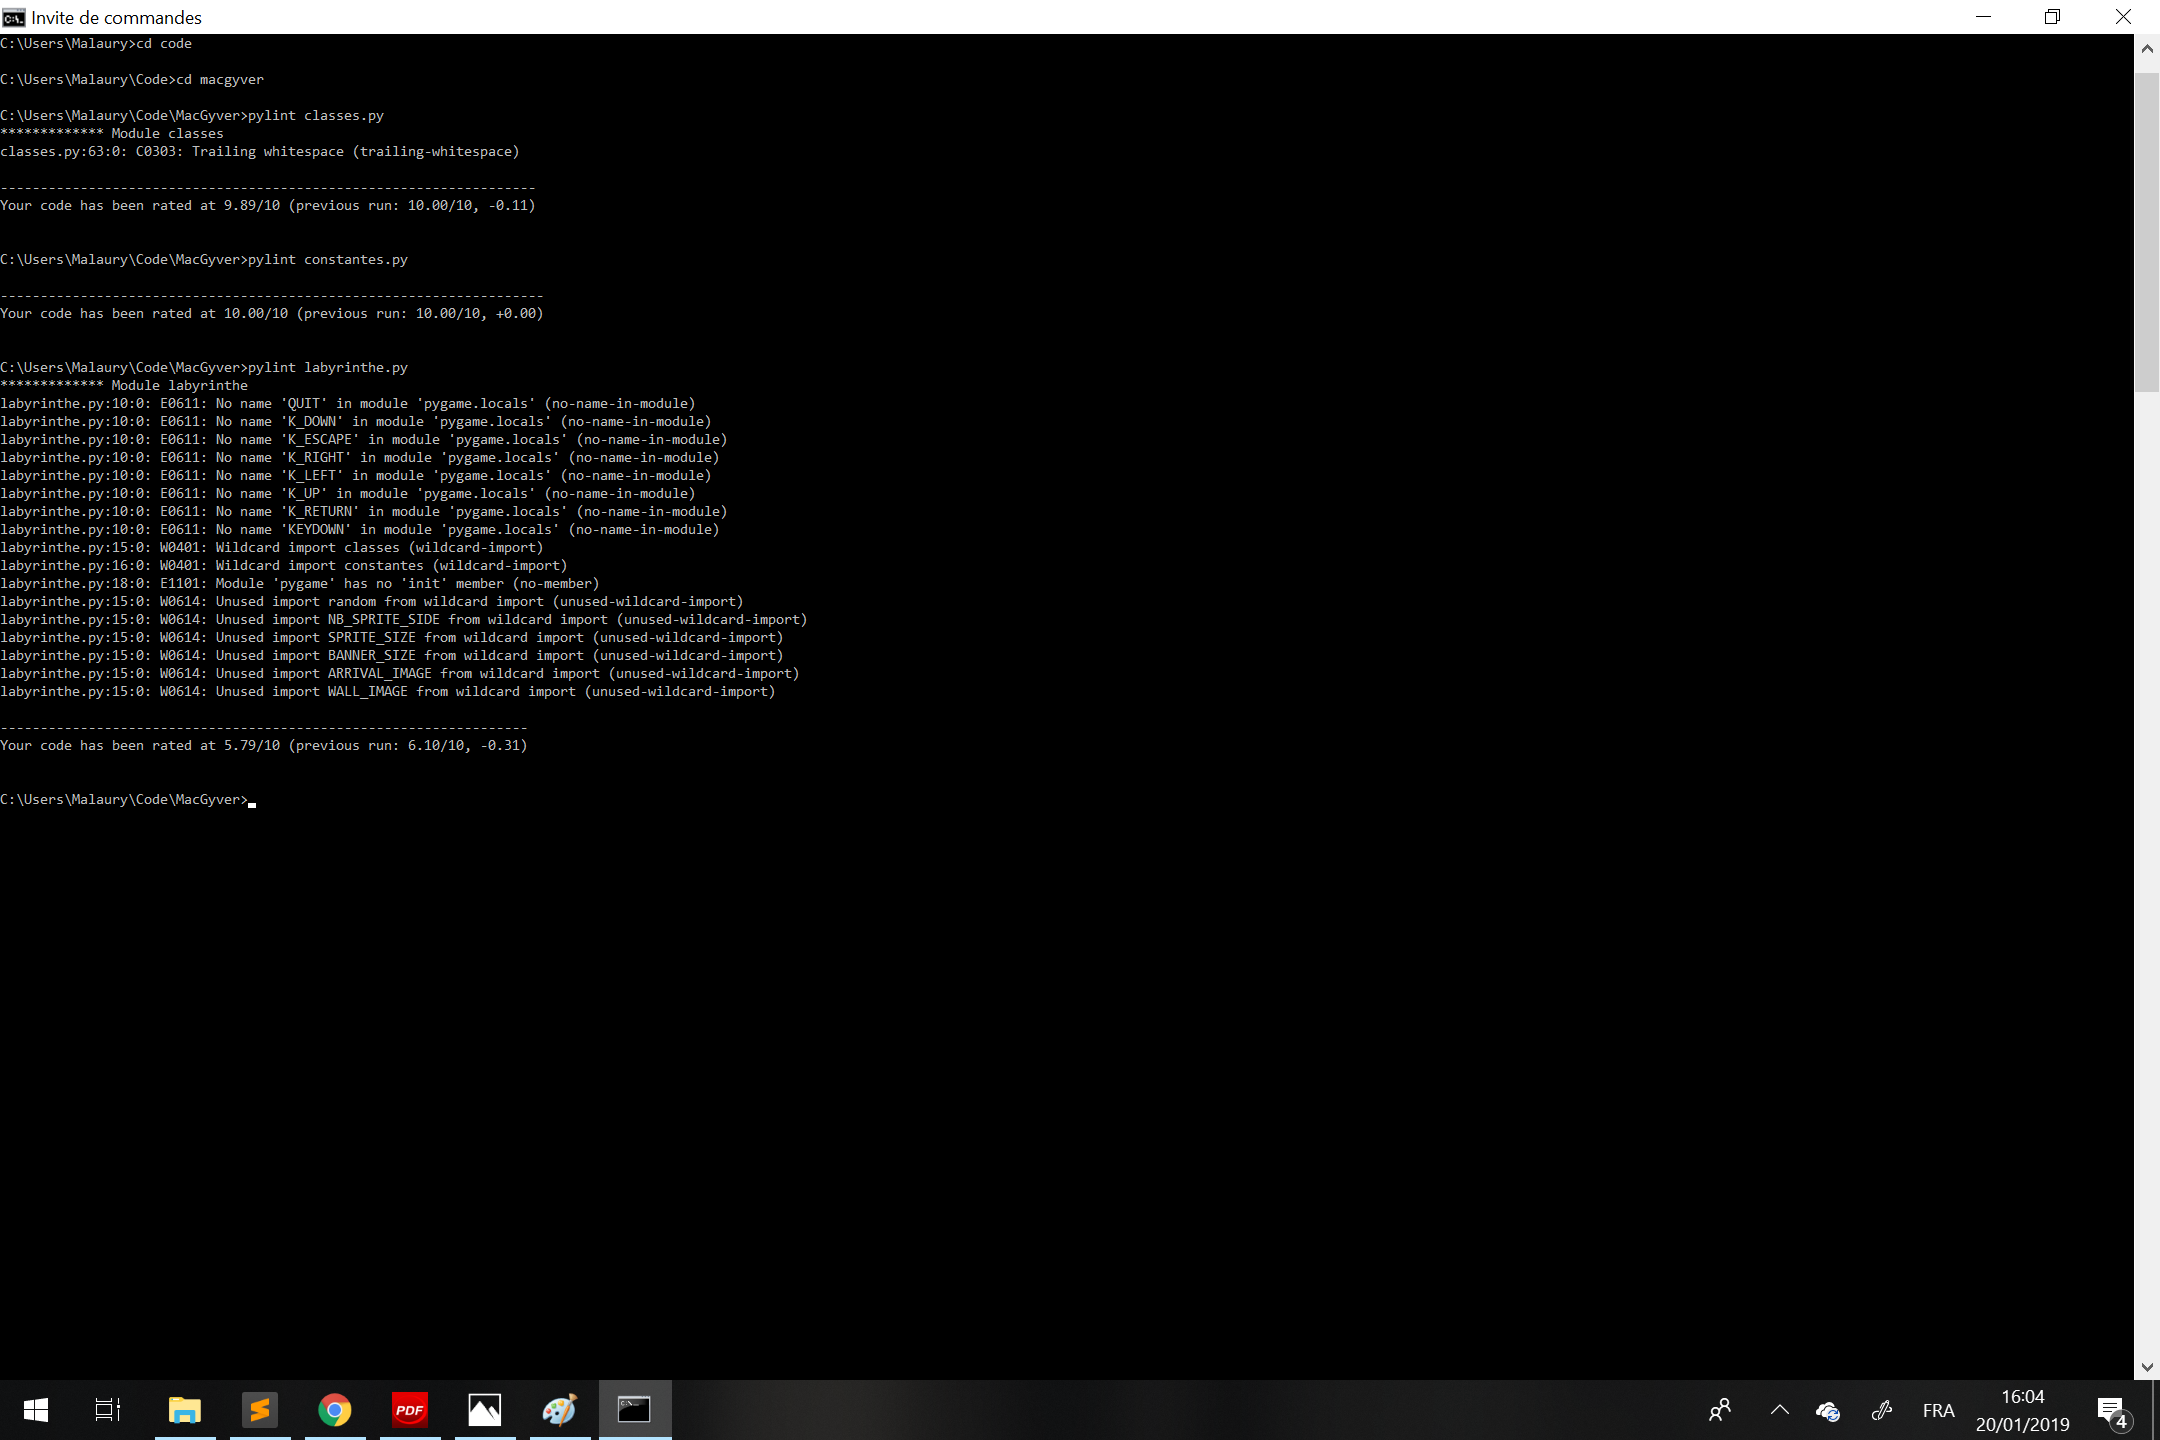 Invite de commandes
C:\Users\Malaury>cd code
C:\Users\Malaury\Code>cd macgyver
C:\Users\Malaury\Code\MacGyver>pylint classes.py
************* Module classes
classes.py:63:0: C0303: Trailing whitespace (trailing-whitespace)
-------------------------------------------------------------------
Your code has been rated at 9.89/10 (previous run: 10.00/10, -0.11)
C:\Users\Malaury\Code\MacGyver>pylint constantes.py
--------------------------------------------------------------------
Your code has been rated at 10.00/10 (previous run: 10.00/10, +0.00)
C:\Users\Malaury\Code\MacGyver>pylint labyrinthe.py
************* Module labyrinthe
labyrinthe.py:10:0: E0611: No name 'QUIT' in module 'pygame.locals' (no-name-in-module)
labyrinthe.py:10:0: E0611: No name 'K_DOWN' in module 'pygame.locals' (no-name-in-module)
labyrinthe.py:10:0: E0611: No name 'K_ESCAPE' in module 'pygame.locals' (no-name-in-module)
labyrinthe.py:10:0: E0611: No name 'K_RIGHT' in module 'pygame.locals' (no-name-in-module)
labyrinthe.py:10:0: E0611: No name 'K_LEFT' in module 'pygame.locals' (no-name-in-module)
labyrinthe.py:10:0: E0611: No name 'K_UP' in module 'pygame.locals' (no-name-in-module)
labyrinthe.py:10:0: E0611: No name 'K_RETURN' in module 'pygame.locals' (no-name-in-module)
labyrinthe.py:10:0: E0611: No name 'KEYDOWN' in module 'pygame.locals' (no-name-in-module)
labyrinthe.py:15:0: W0401: Wildcard import classes (wildcard-import)
labyrinthe.py:16:0: W0401: Wildcard import constantes (wildcard-import)
labyrinthe.py:18:0: E1101: Module 'pygame' has no 'init' member (no-member)
labyrinthe.py:15:0: W0614: Unused import random from wildcard import (unused-wildcard-import)
labyrinthe.py:15:0: W0614: Unused import NB_SPRITE_SIDE from wildcard import (unused-wildcard-import)
labyrinthe.py:15:0: W0614: Unused import SPRITE_SIZE from wildcard import (unused-wildcard-import)
labyrinthe.py:15:0: W0614: Unused import BANNER_SIZE from wildcard import (unused-wildcard-import)
labyrinthe.py:15:0: W0614: Unused import ARRIVAL_IMAGE from wildcard import (unused-wildcard-import)
labyrinthe.py:15:0: W0614: Unused import WALL_IMAGE from wildcard import (unused-wildcard-import)
------------------------------------------------------------------
Your code has been rated at 5.79/10 (previous run: 6.10/10, -0.31)
C:\Users\Malaury\Code\MacGyver>
PDF
FRA
16:04
20/01/2019
4